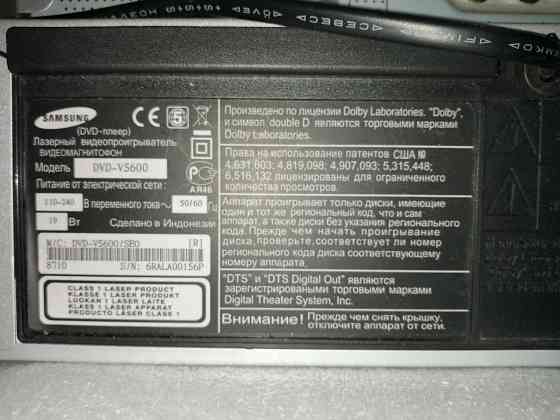 SAMSUNG
(DVD-плеер)
Лазерный видеопроигрыватель
ВИДЕОМАГНИТОФОН
Модель DVD-V5600
AR46
Питание от электрической сети :
110-240 В переменного тока ~ 50/60 Гц
19 Вт Сделано в Индонезии
M/C: DVD-V5600/SEO [R]
8710 S/N: 6RALA00156P
CLASS 1 LASER PRODUCT
KLASSE 1 LASER PRODUKT
LUOKAN 1 LASER LAITE
KLASS 1 LASER APPARAT
PRODUCTO LÁSER CLASS 1
Произведено по лицензии Dolby Laboratories. "Dolby",
и символ double D являются торговыми марками
Dolby Laboratories.
Права на использование патентов США №
4,631,603; 4,819,098; 4,907,093; 5,315,448;
6,516,132 лицензированы для ограниченного
количества просмотров.
Аппарат проигрывает только диски, имеющие
один и тот же региональный код, что и сам
аппарат, а также диски без указания регионального
кода. Прежде чем начать проигрывание
диска, проверьте, соответствует ли номер
регионального кода диска соответствующему
номеру аппарата.
"DTS" и "DTS Digital Out" являются
зарегистрированными торговыми марками
Digital Theater System, Inc.
Внимание! Прежде чем снять крышку,
отключите аппарат от сети.